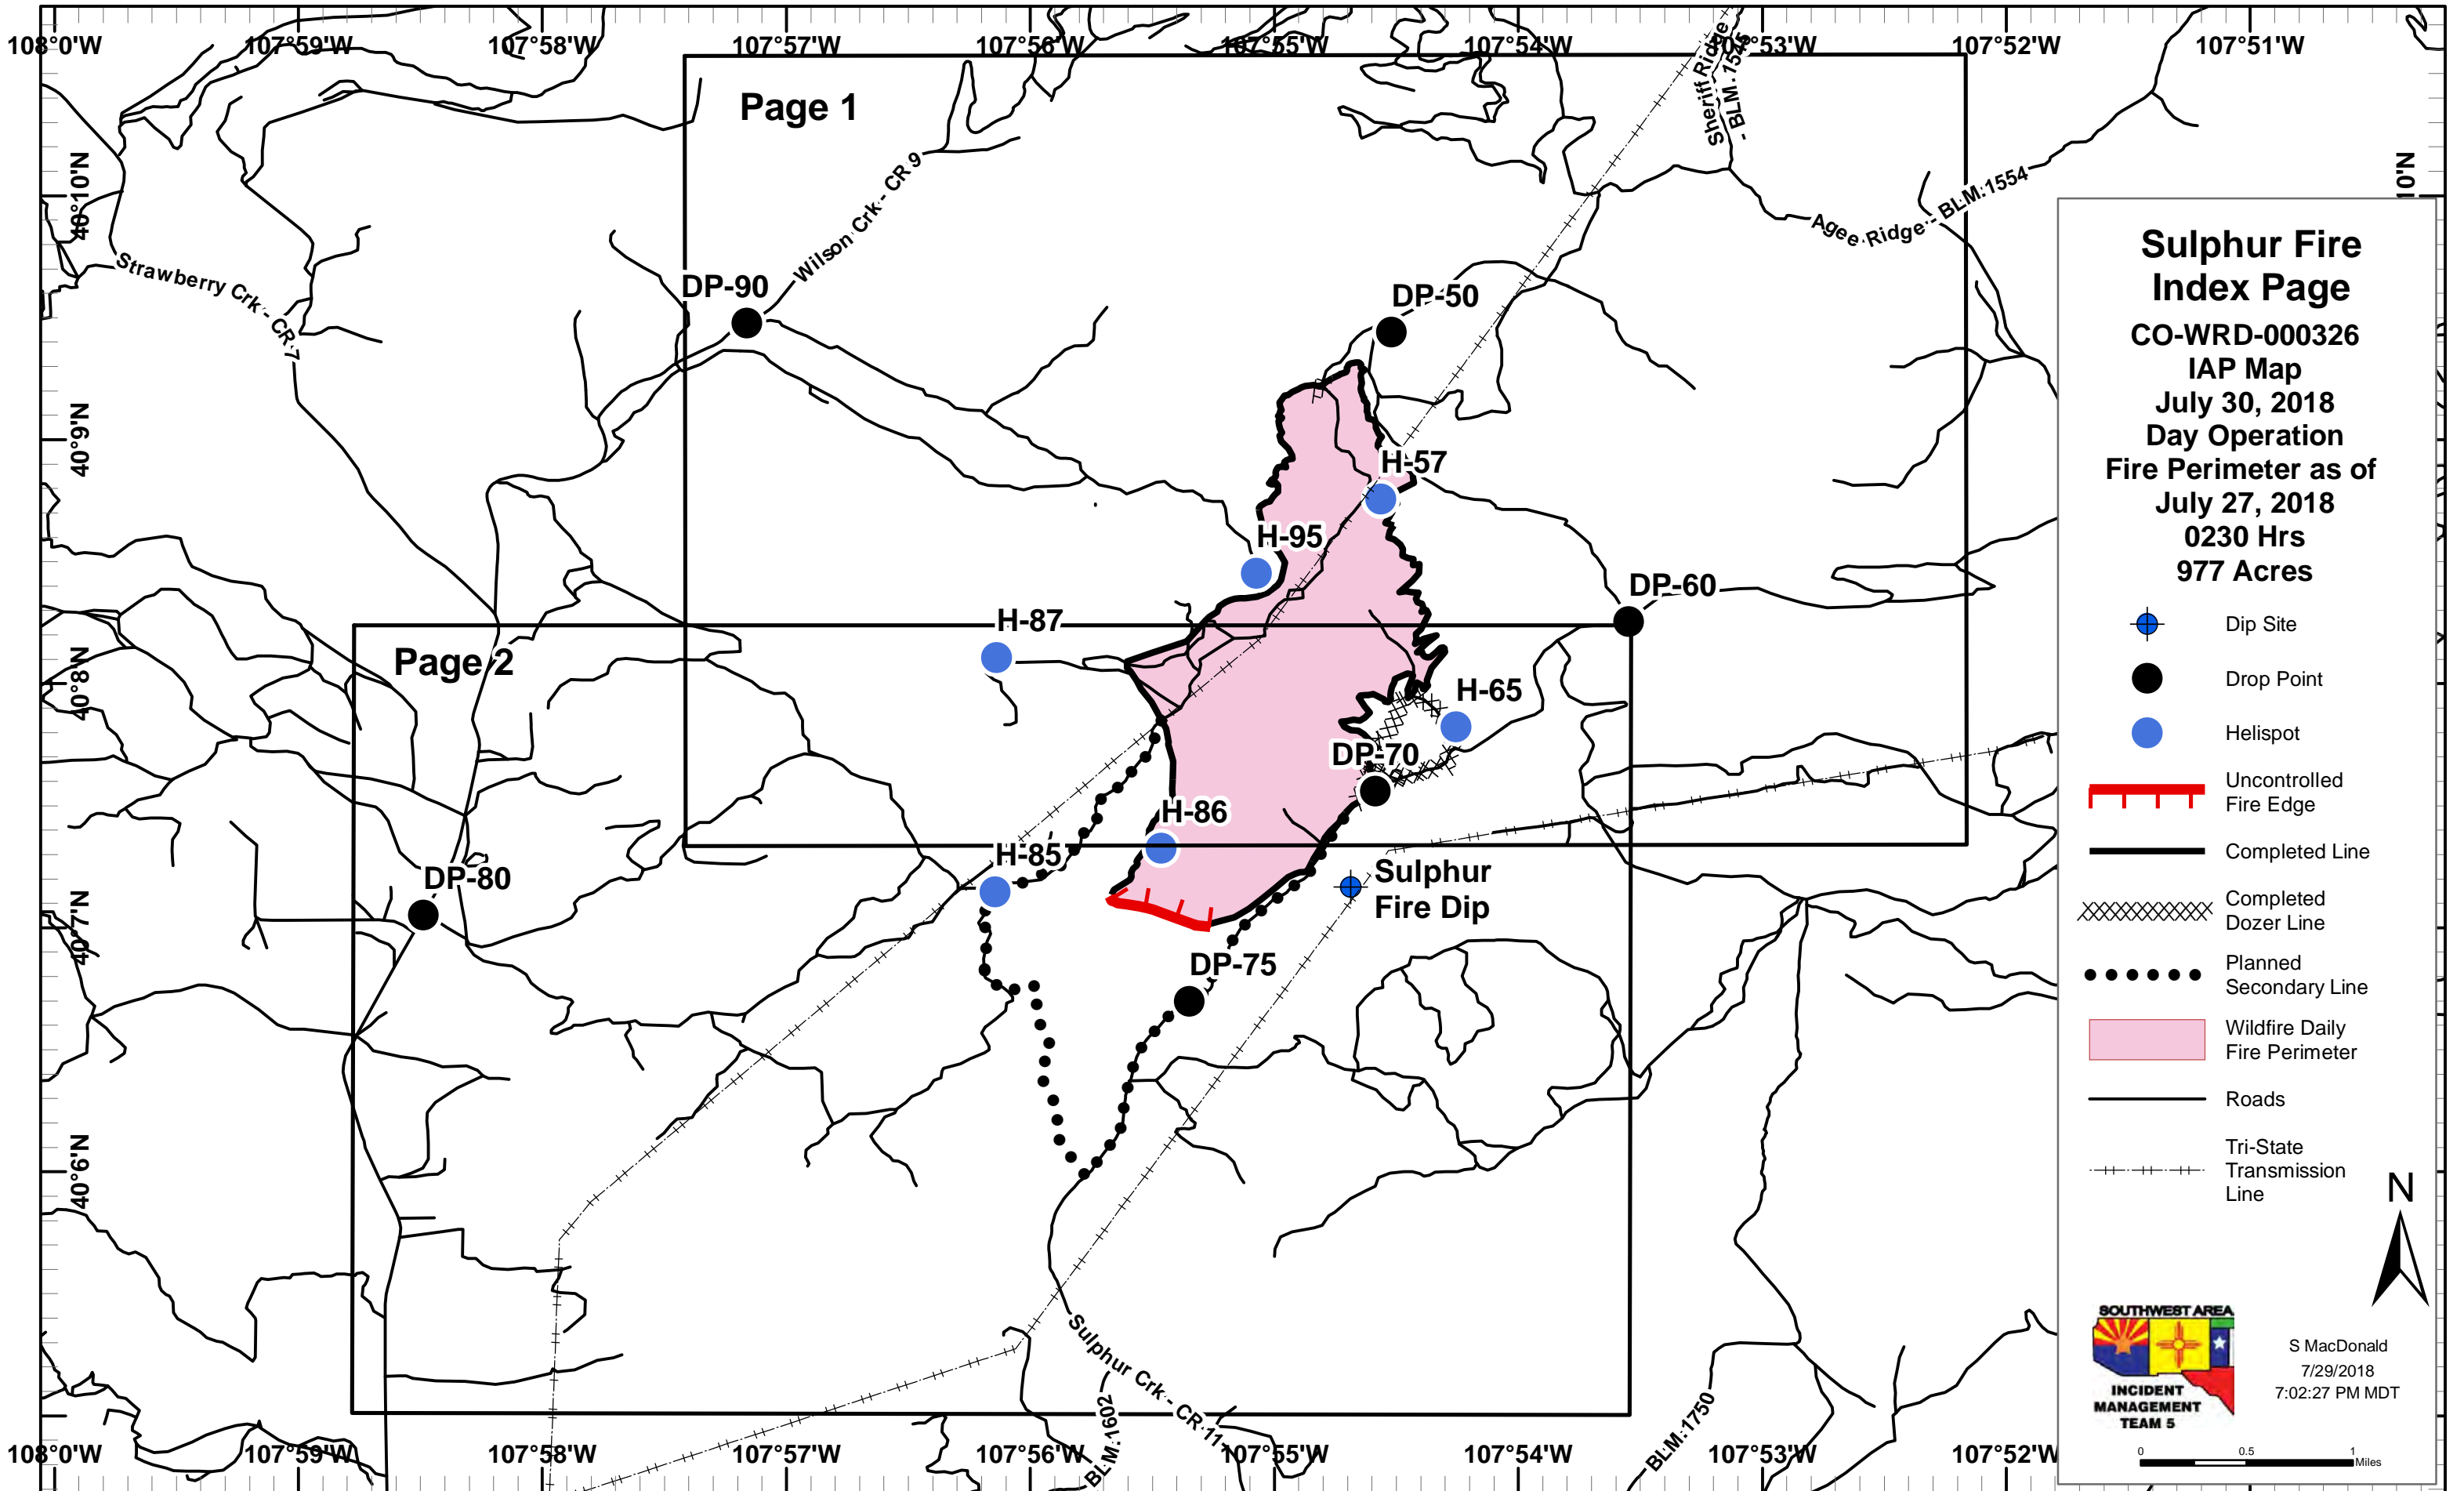 108°0'W
107°59'W
107°58'W
107°57'W
107°56'W
107°55'W
107°54'W
107°53'W
107°52'W
107°51'W
Page 1
Sheriff Ridge
- BLM.1545
Wilson Crk - CR 9
40°10'N
10'N
Agee Ridge - BLM.1554
Strawberry Crk - CR 7
DP-90
DP-50
40°9'N
H-57
H-95
DP-60
H-87
Page 2
40°8'N
H-65
DP-70
H-86
H-85
DP-80
Sulphur
Fire Dip
40°7'N
DP-75
40°6'N
Sulphur Crk - CR.111
BLM.1602
BLM.1750
108°0'W
107°59'W
107°58'W
107°57'W
107°56'W
107°55'W
107°54'W
107°53'W
107°52'W
Sulphur Fire
Index Page
CO-WRD-000326
IAP Map
July 30, 2018
Day Operation
Fire Perimeter as of
July 27, 2018
0230 Hrs
977 Acres
Dip Site
Drop Point
Helispot
Uncontrolled
Fire Edge
Completed Line
Completed
Dozer Line
Planned
Secondary Line
Wildfire Daily
Fire Perimeter
Roads
Tri-State
Transmission
Line
N
SOUTHWEST AREA
INCIDENT
MANAGEMENT
TEAM 5
S MacDonald
7/29/2018
7:02:27 PM MDT
0 0.5 1
Miles